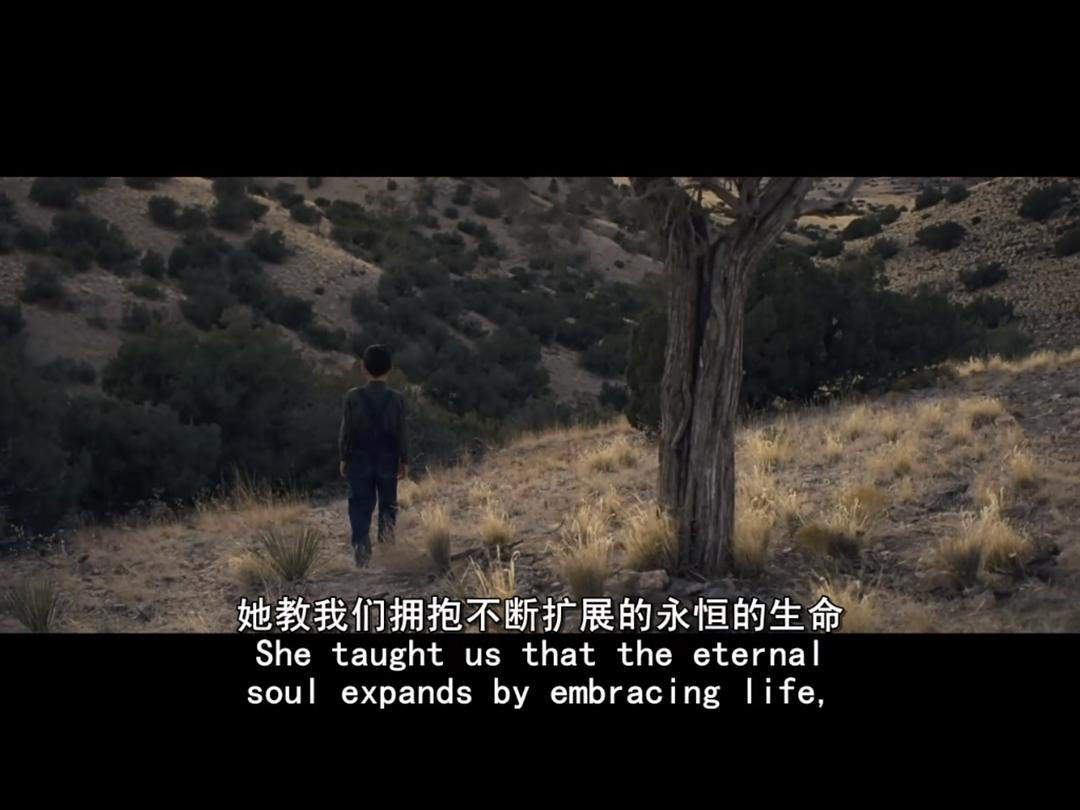 她教我们拥抱不断扩展的永恒的生命
She taught us that the eternal
soul expands by embracing life,